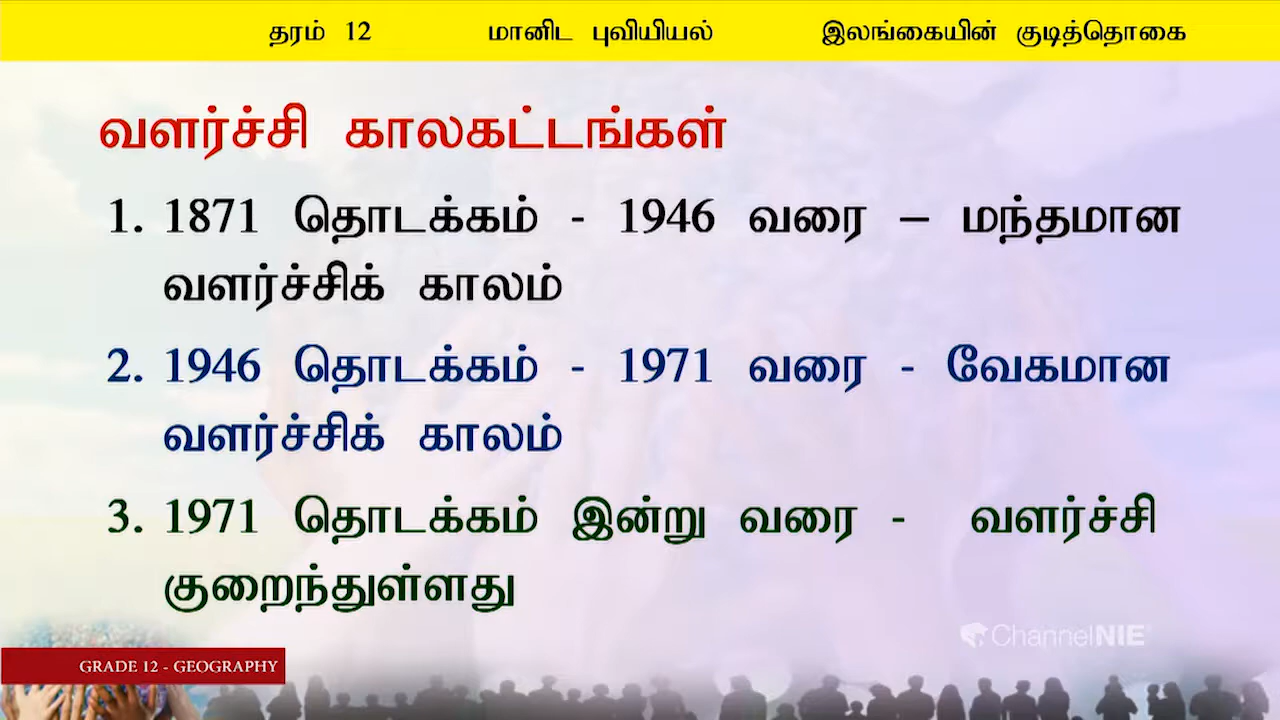 தரம் 12 மானிட புவியியல் இலங்கையின் குடித்தொகை
வளர்ச்சி காலகட்டங்கள்
1. 1871 தொடக்கம் - 1946 வரை – மந்தமான
வளர்ச்சிக் காலம்
2. 1946 தொடக்கம் - 1971 வரை - வேகமான
வளர்ச்சிக் காலம்
3. 1971 தொடக்கம் இன்று வரை - வளர்ச்சி
குறைந்துள்ளது
ChannelNIE
GRADE 12 - GEOGRAPHY